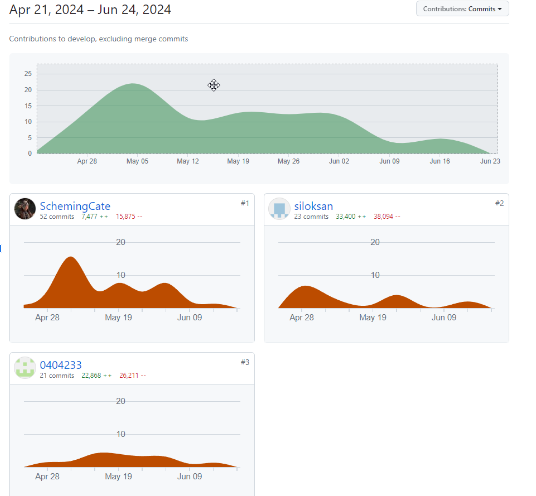 Apr 21, 2024 – Jun 24, 2024
Contributions: Commits
Contributions to develop, excluding merge commits
25
20
15
10
5
0
Apr 28 May 05 May 12 May 19 May 26 Jun 02 Jun 09 Jun 16 Jun 23
SchemingCate #1
52 commits 7,477 ++ 15,875 --
20
10
Apr 28 May 19 Jun 09
siloksan #2
23 commits 33,400 ++ 38,094 --
20
10
Apr 28 May 19 Jun 09
0404233 #3
21 commits 22,868 ++ 26,211 --
20
10
Apr 28 May 19 Jun 09